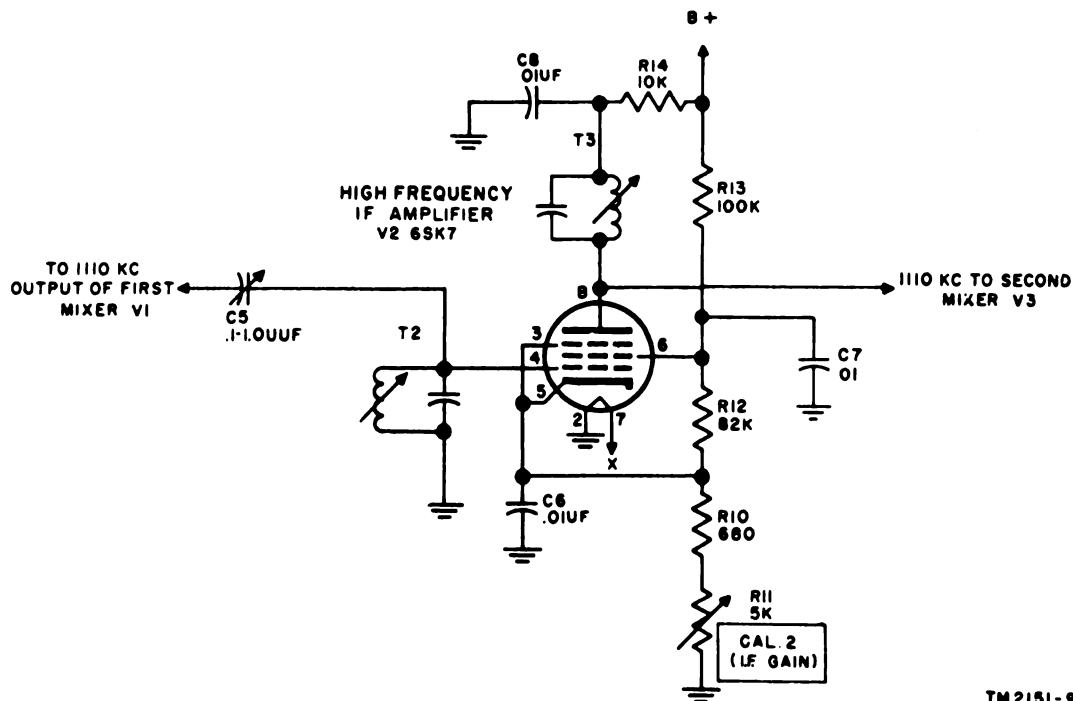 B+
C8
.01UF
R14
10K
T3
R13
100K
HIGH FREQUENCY
IF AMPLIFIER
V2 6SK7
TO 1110 KC
OUTPUT OF FIRST
MIXER V1
C5
.1-1.0UUF
T2
8
1110 KC TO SECOND
MIXER V3
3
4
5
6
2
7
X
C7
01
R12
82K
C6
.01UF
R10
680
R11
5K
CAL. 2
(I.F. GAIN)
TM2151-9